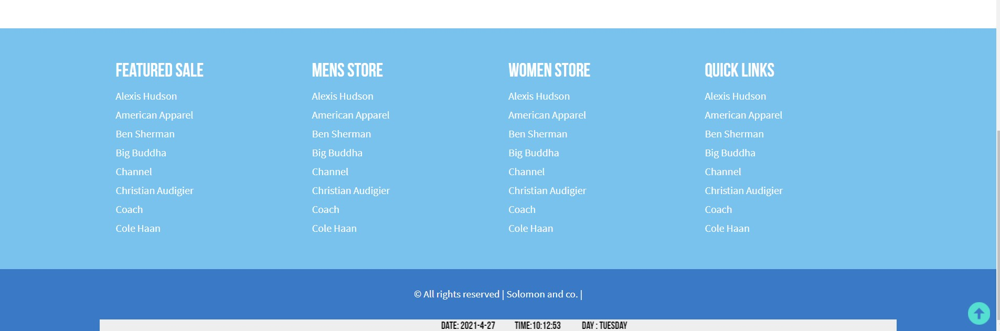 FEATURED SALE
Alexis Hudson
American Apparel
Ben Sherman
Big Buddha
Channel
Christian Audigier
Coach
Cole Haan
MENS STORE
Alexis Hudson
American Apparel
Ben Sherman
Big Buddha
Channel
Christian Audigier
Coach
Cole Haan
WOMEN STORE
Alexis Hudson
American Apparel
Ben Sherman
Big Buddha
Channel
Christian Audigier
Coach
Cole Haan
QUICK LINKS
Alexis Hudson
American Apparel
Ben Sherman
Big Buddha
Channel
Christian Audigier
Coach
Cole Haan
© All rights reserved | Solomon and co. |
DATE: 2021-4-27 TIME:10:12:53 DAY : TUESDAY